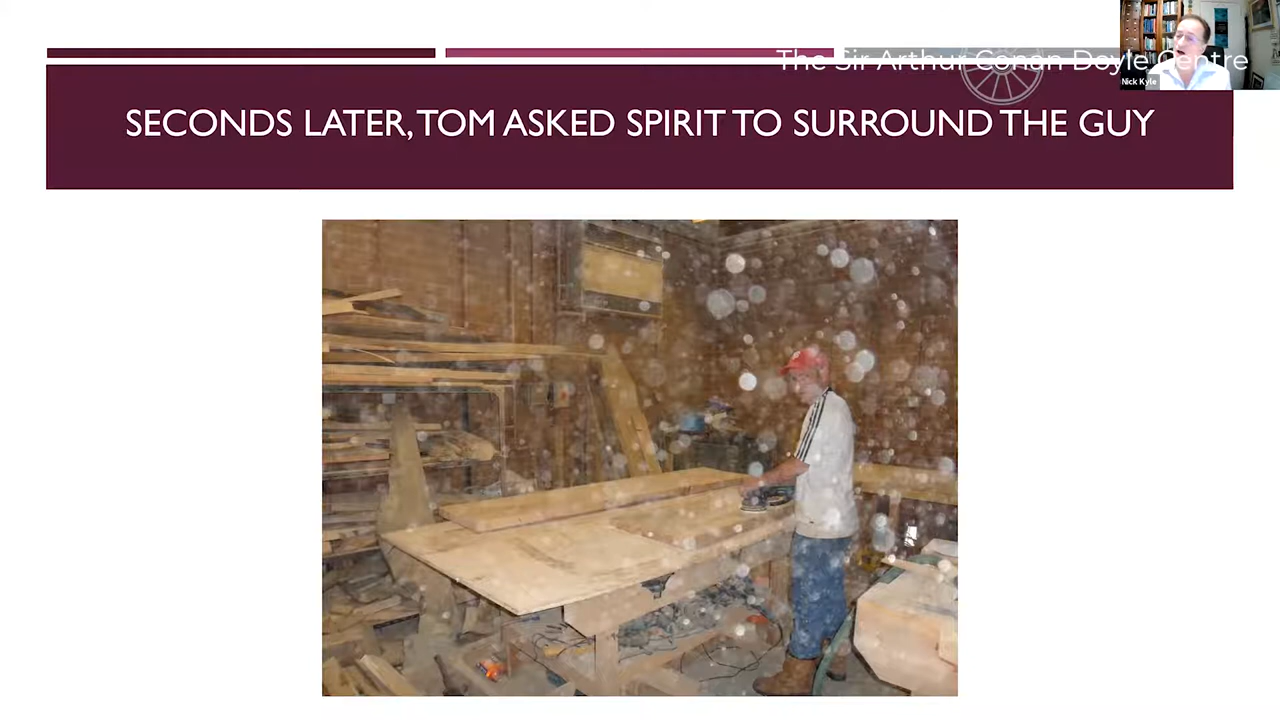 The Sir Arthur Conan Doyle Centre
Nick Kyle
SECONDS LATER, TOM ASKED SPIRIT TO SURROUND THE GUY